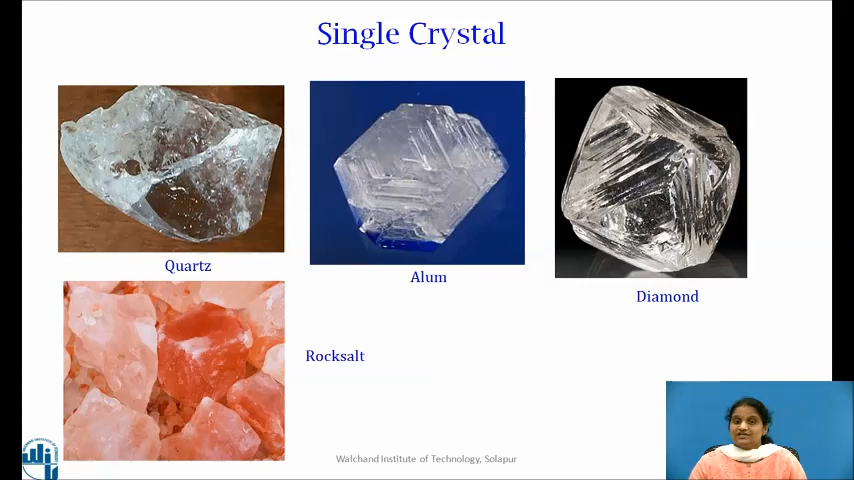 Single Crystal
Quartz
Alum
Diamond
Rocksalt
Walchand Institute of Technology, Solapur